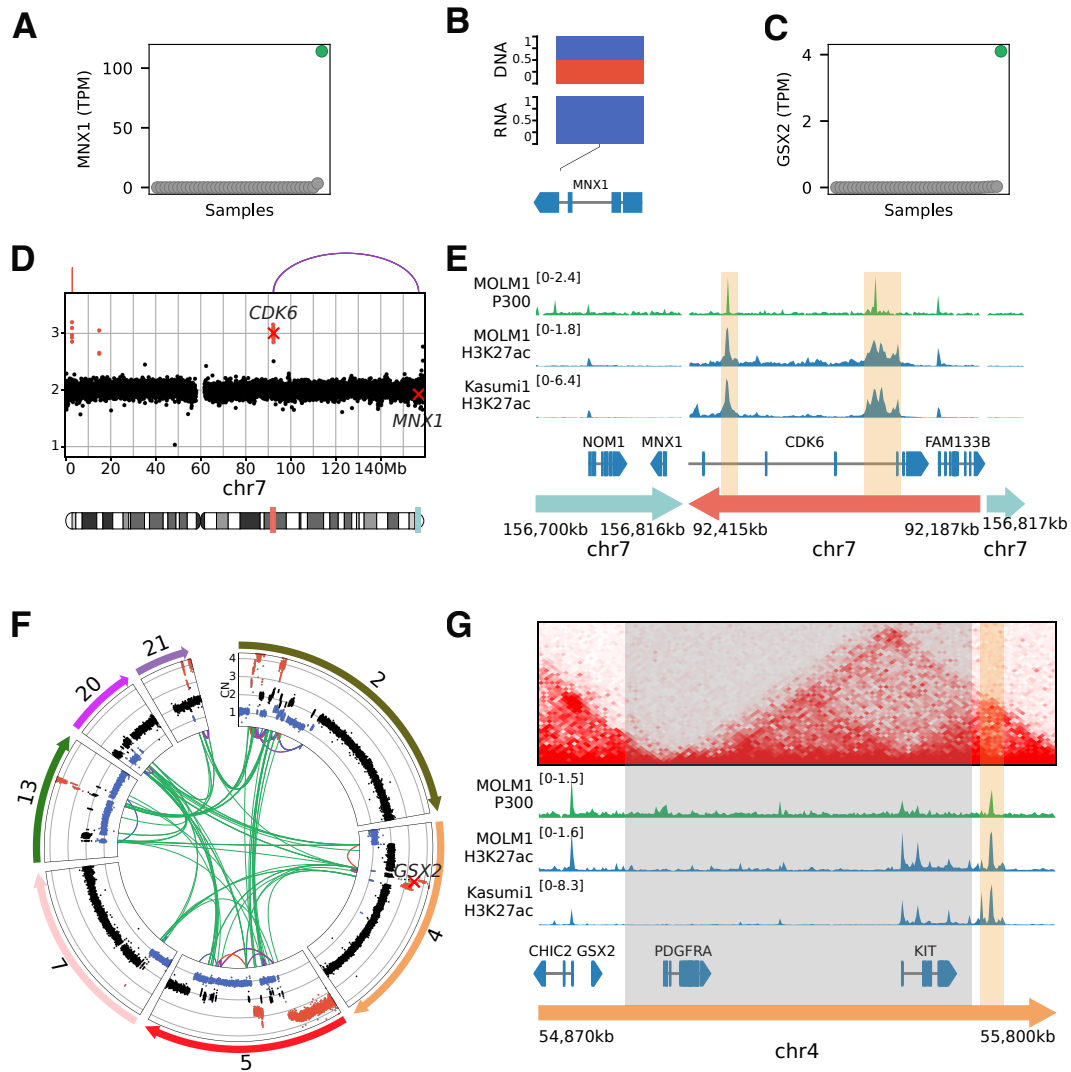 A
MNX1 (TPM)
100
50
0
Samples
B
DNA
1
0.5
0
RNA
1
0.5
0
MNX1
C
GSX2 (TPM)
4
2
0
Samples
D
3
2
1
CDK6
MNX1
0 20 40 60 80 100 120 140Mb
chr7
E
MOLM1
P300
[0-2.4]
MOLM1
H3K27ac
[0-1.8]
Kasumi1
H3K27ac
[0-6.4]
NOM1 MNX1 CDK6 FAM133B
156,700kb 156,816kb 92,415kb 92,187kb 156,817kb
chr7 chr7 chr7
F
21
20
13
7
5
4
2
CN
4
3
2
1
GSX2
G
MOLM1
P300
[0-1.5]
MOLM1
H3K27ac
[0-1.6]
Kasumi1
H3K27ac
[0-8.3]
CHIC2 GSX2 PDGFRA KIT
54,870kb 55,800kb
chr4